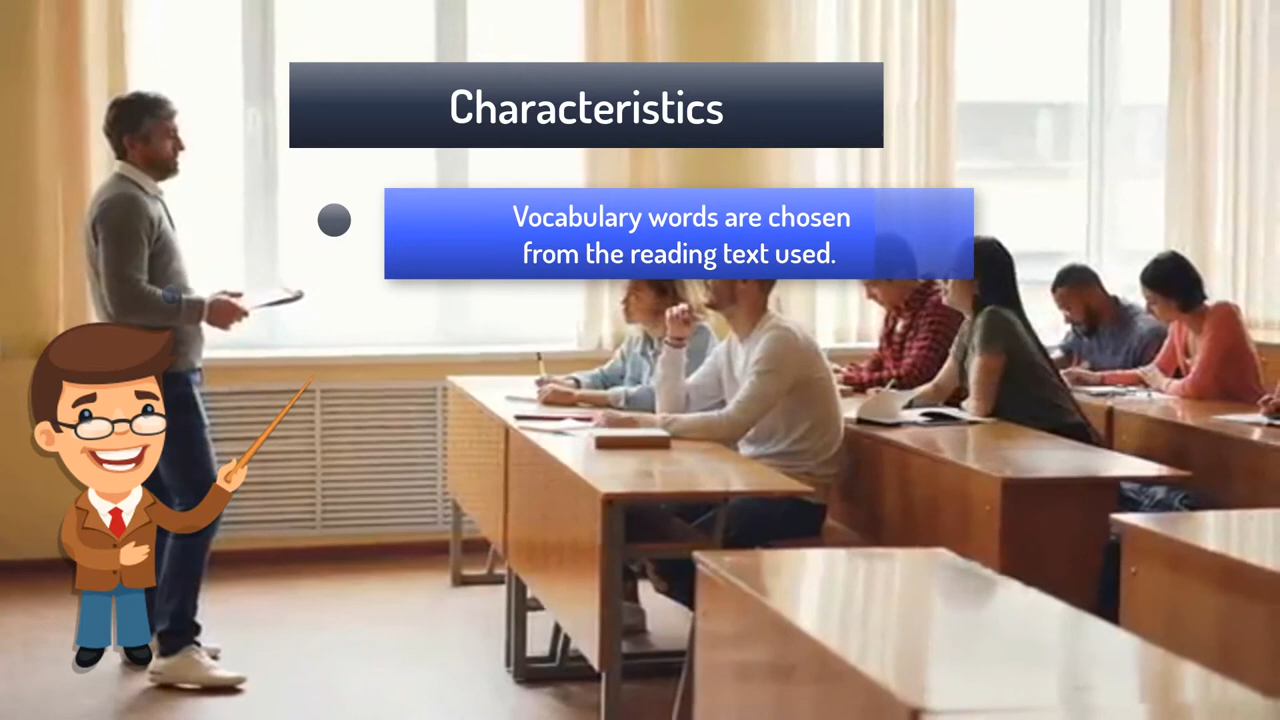 Characteristics
Vocabulary words are chosen
from the reading text used.